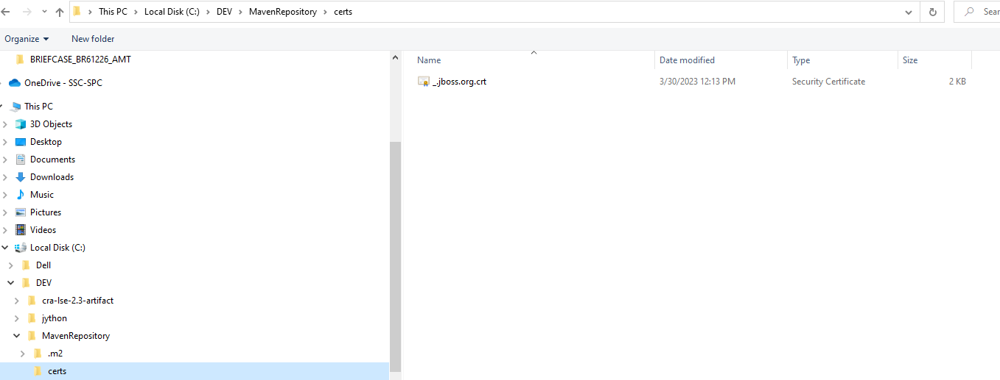 This PC > Local Disk (C:) > DEV > MavenRepository > certs
Sear
Organize
New folder
BRIEFCASE_BR61226_AMT
OneDrive - SSC-SPC
This PC
3D Objects
Desktop
Documents
Downloads
Music
Pictures
Videos
Local Disk (C:)
Dell
DEV
cra-lse-2.3-artifact
jython
MavenRepository
.m2
certs
Name Date modified Type Size
_.jboss.org.crt 3/30/2023 12:13 PM Security Certificate 2 KB